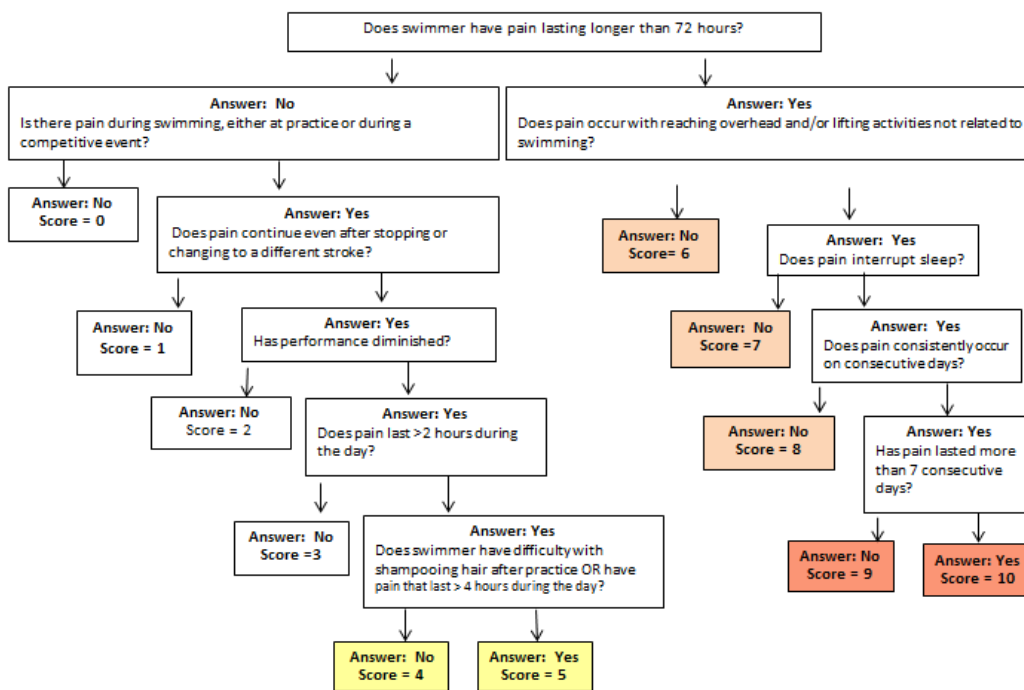 Does swimmer have pain lasting longer than 72 hours?
Answer: No
Is there pain during swimming, either at practice or during a
competitive event?
Answer: Yes
Does pain occur with reaching overhead and/or lifting activities not related to
swimming?
Answer: No
Score = 0
Answer: Yes
Does pain continue even after stopping or
changing to a different stroke?
Answer: No
Score= 6
Answer: Yes
Does pain interrupt sleep?
Answer: No
Score = 1
Answer: Yes
Has performance diminished?
Answer: No
Score =7
Answer: Yes
Does pain consistently occur
on consecutive days?
Answer: No
Score = 2
Answer: Yes
Does pain last >2 hours during
the day?
Answer: No
Score = 8
Answer: Yes
Has pain lasted more
than 7 consecutive
days?
Answer: No
Score =3
Answer: Yes
Does swimmer have difficulty with
shampooing hair after practice OR have
pain that last > 4 hours during the day?
Answer: No
Score = 9
Answer: Yes
Score = 10
Answer: No
Score = 4
Answer: Yes
Score = 5